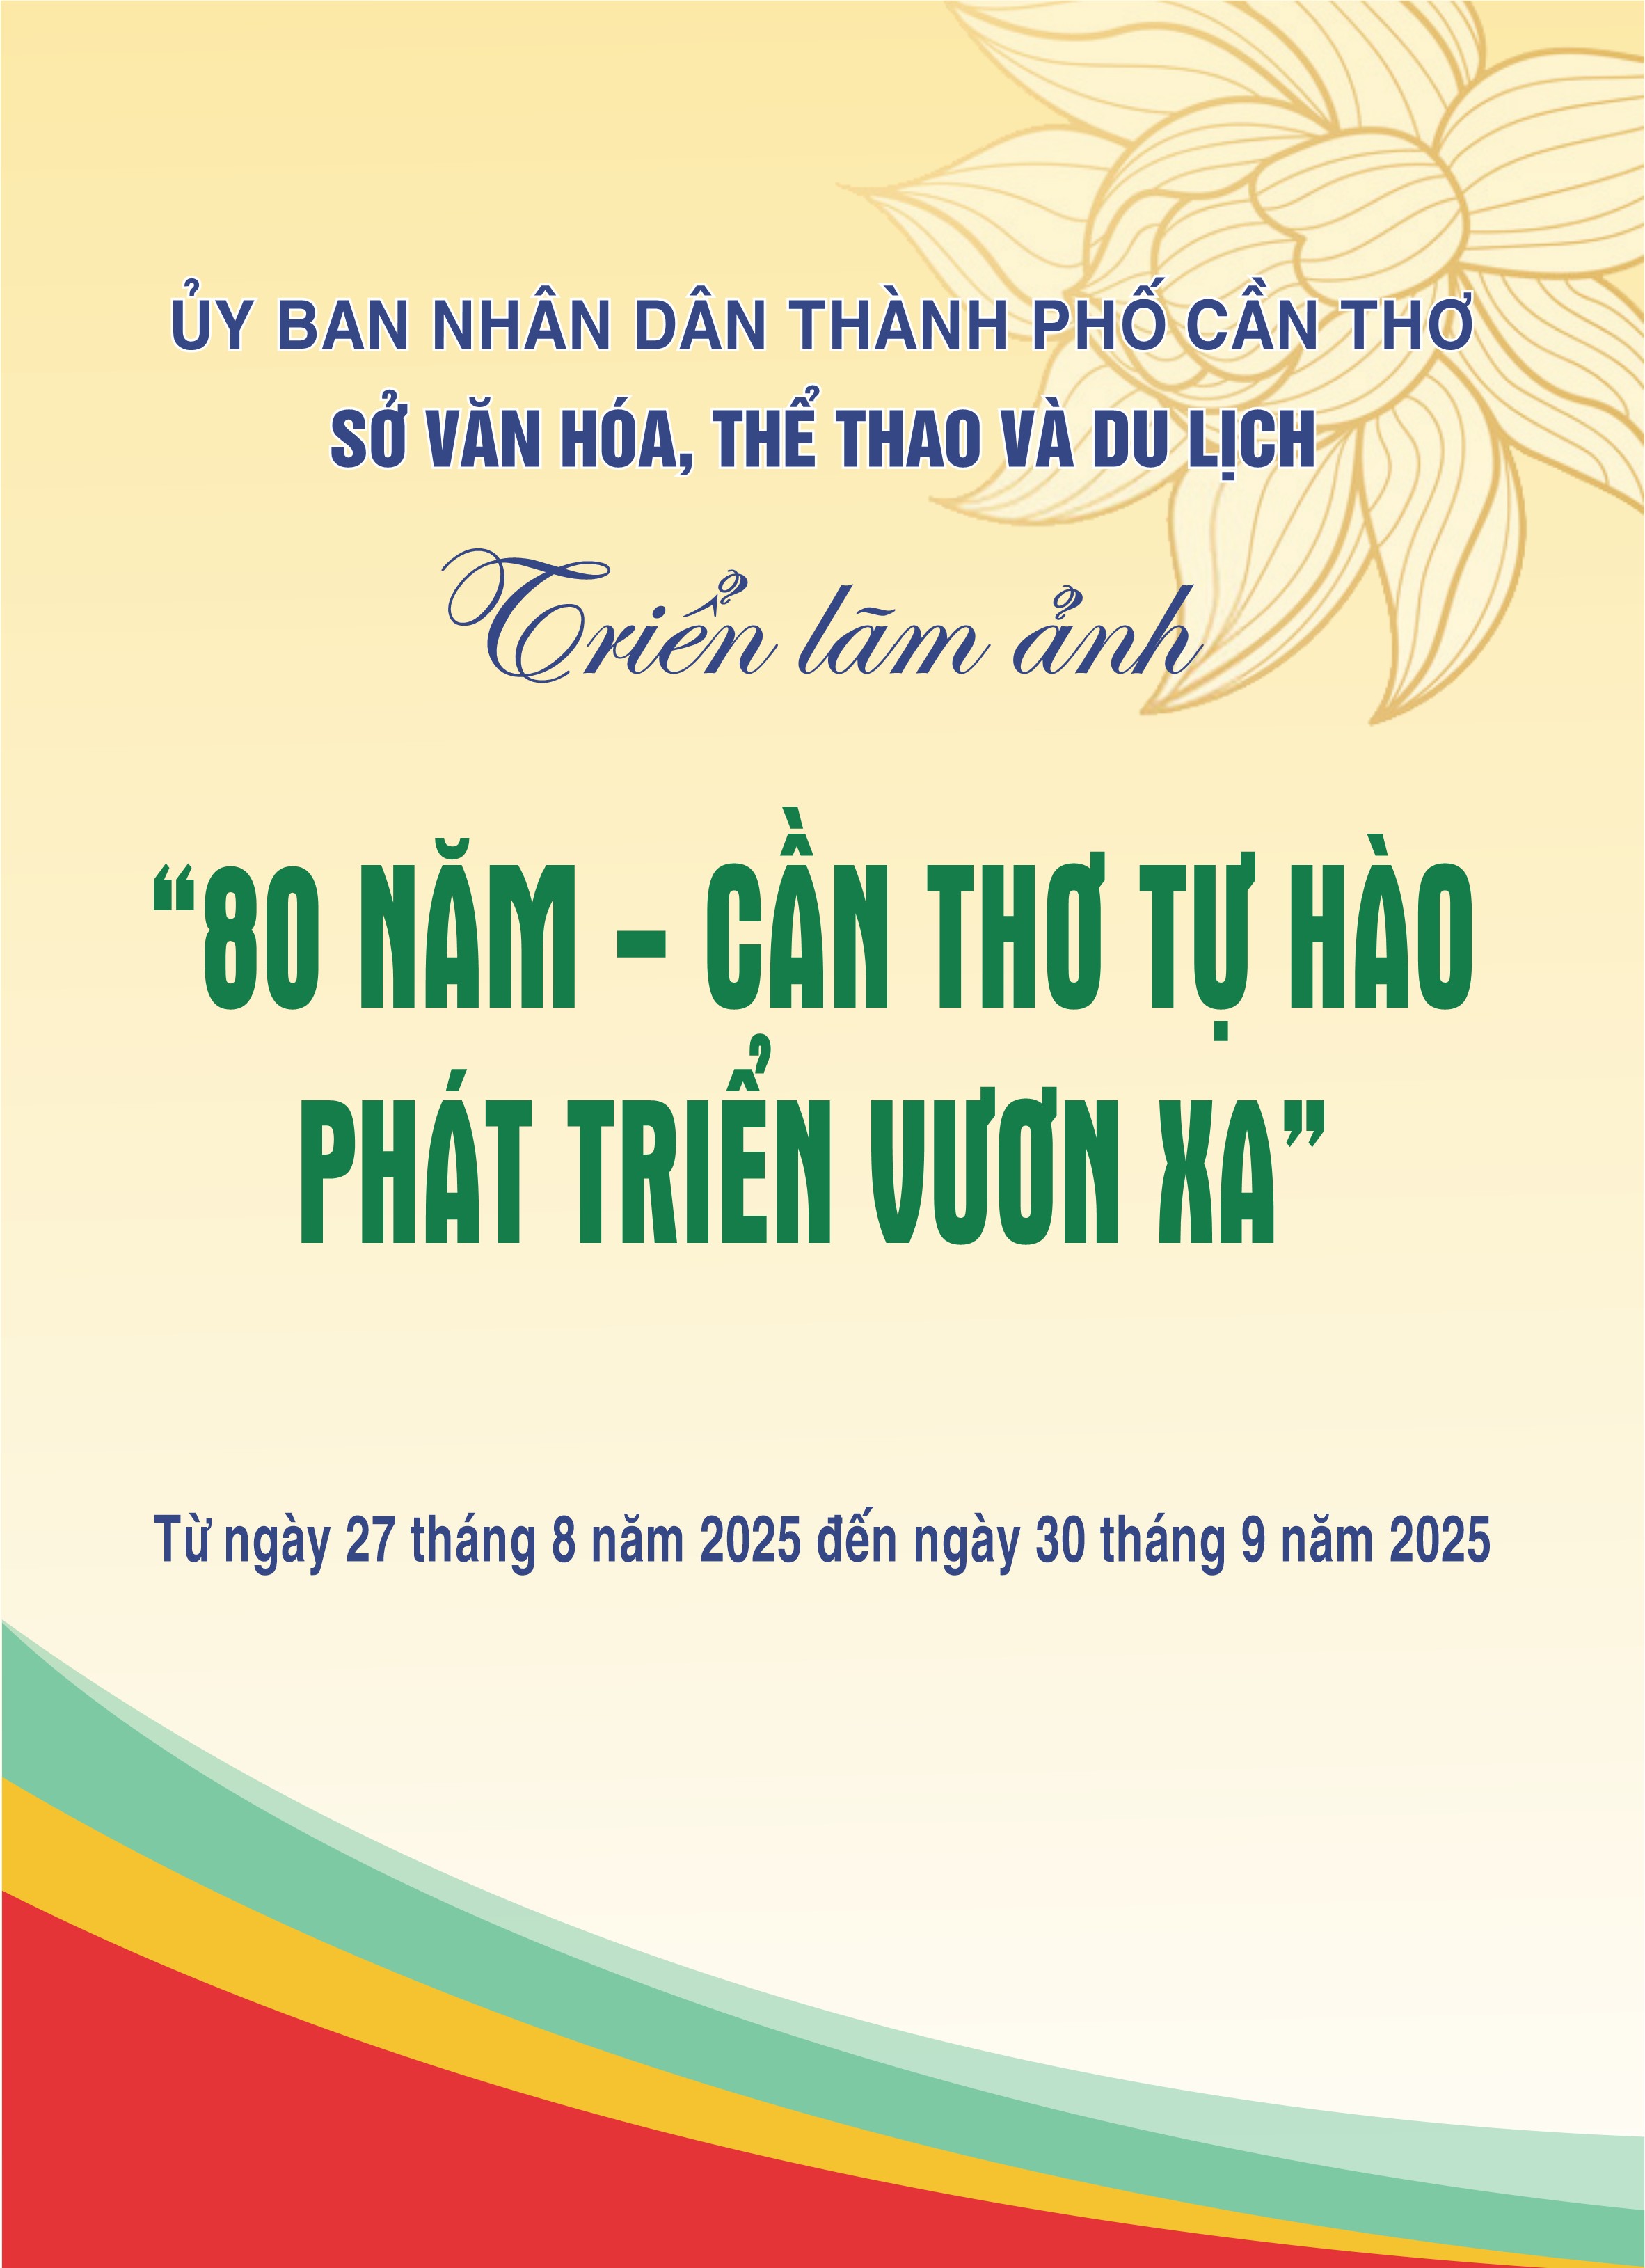 ỦY BAN NHÂN DÂN THÀNH PHỐ CẦN THƠ
SỞ VĂN HÓA, THỂ THAO VÀ DU LỊCH
Triển lãm ảnh
“80 NĂM - CẦN THƠ TỰ HÀO
PHÁT TRIỂN VƯƠN XA”
Từ ngày 27 tháng 8 năm 2025 đến ngày 30 tháng 9 năm 2025